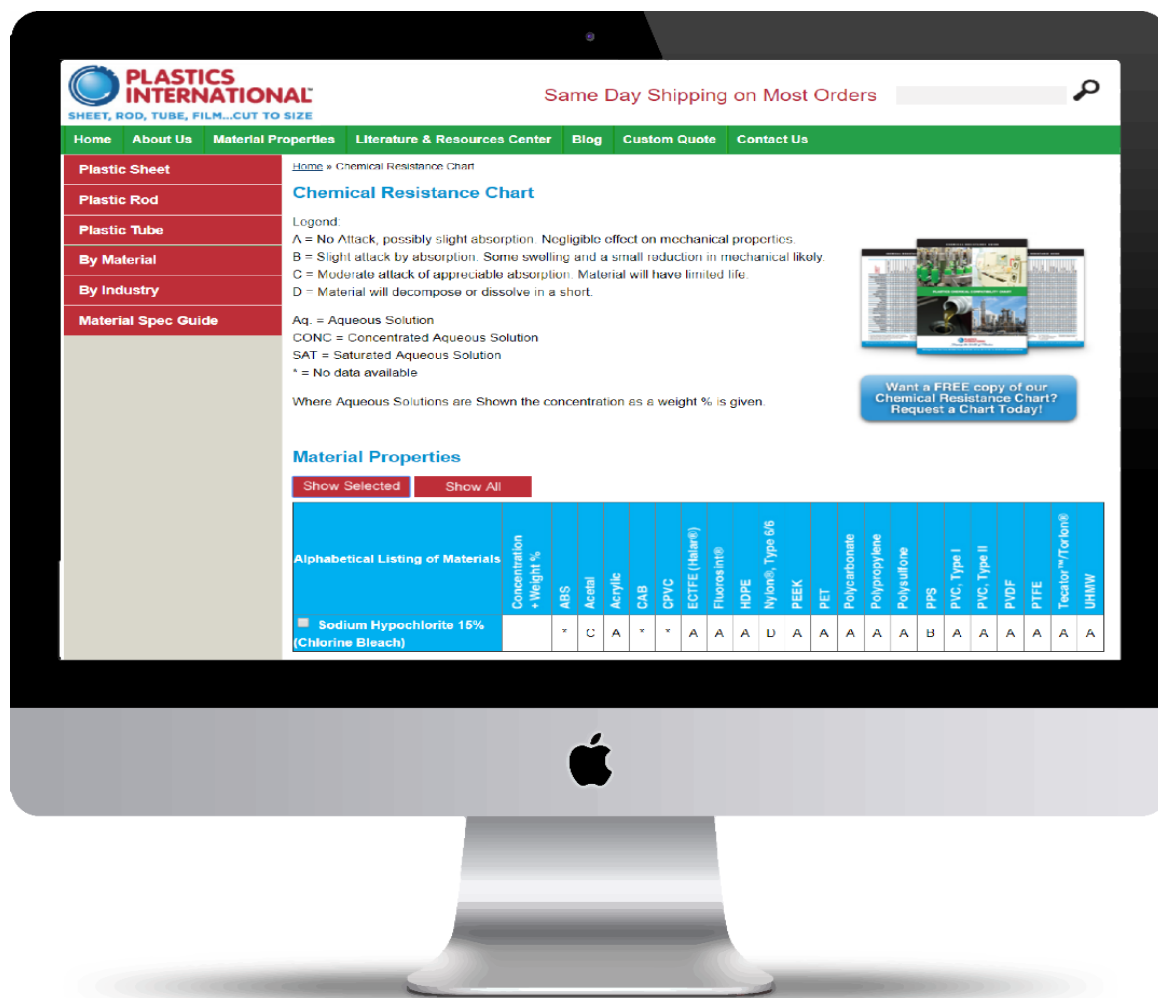 PLASTICS
INTERNATIONAL™
SHEET, ROD, TUBE, FILM...CUT TO SIZE
Same Day Shipping on Most Orders
Home About Us Material Properties Literature & Resources Center Blog Custom Quote Contact Us
Plastic Sheet
Plastic Rod
Plastic Tube
By Material
By Industry
Material Spec Guide
Home » Chemical Resistance Chart
Chemical Resistance Chart
Legend:
A = No Attack, possibly slight absorption. Negligible effect on mechanical properties.
B = Slight attack by absorption. Some swelling and a small reduction in mechanical likely.
C = Moderate attack of appreciable absorption. Material will have limited life.
D = Material will decompose or dissolve in a short.
Aq. = Aqueous Solution
CONC = Concentrated Aqueous Solution
SAT = Saturated Aqueous Solution
* = No data available
Where Aqueous Solutions are Shown the concentration as a weight % is given.
PLASTICS CHEMICAL COMPATIBILITY CHART
Want a FREE copy of our
Chemical Resistance Chart?
Request a Chart Today!
Material Properties
Show Selected Show All
Alphabetical Listing of Materials
Concentration
+ Weight %
ABS
Acetal
Acrylic
CAB
CPVC
ECTFE (Halar®)
Fluorosint®
HDPE
Nylon®, Type 6/6
PEEK
PET
Polycarbonate
Polypropylene
Polysulfone
PPS
PVC, Type I
PVC, Type II
PVDF
PTFE
Tecator™/Torlon®
UHMW
Sodium Hypochlorite 15%
(Chlorine Bleach)
* C A * * A A A D A A A A A B A A A A A A